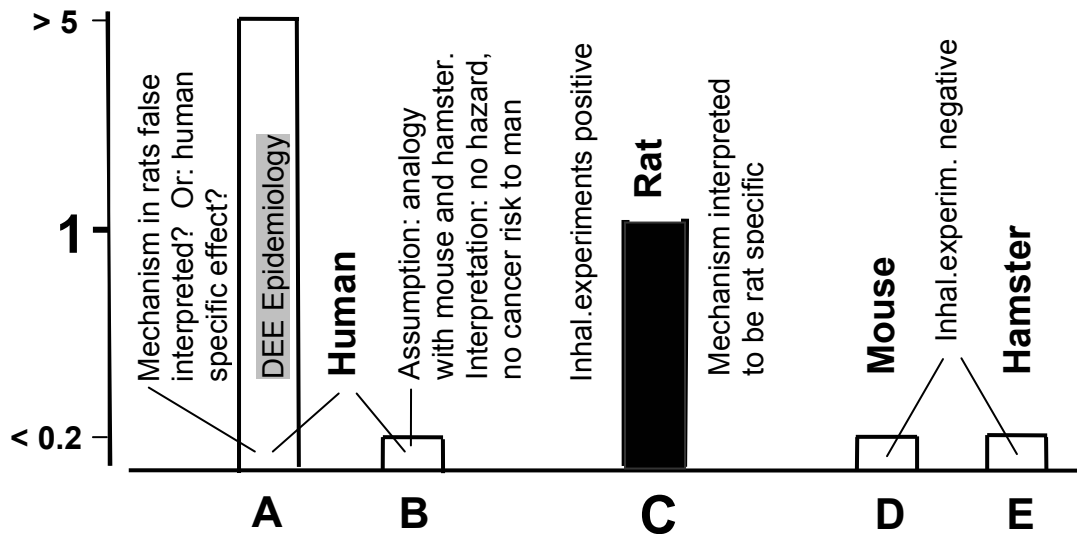 > 5
1
< 0.2
Mechanism in rats false
interpreted? Or: human
specific effect?
DEE Epidemiology
Human
Assumption: analogy
with mouse and hamster.
Interpretation: no hazard,
no cancer risk to man
Inhal.experiments positive
Rat
Mechanism interpreted
to be rat specific
Mouse
Inhal.experim. negative
Hamster
A
B
C
D
E